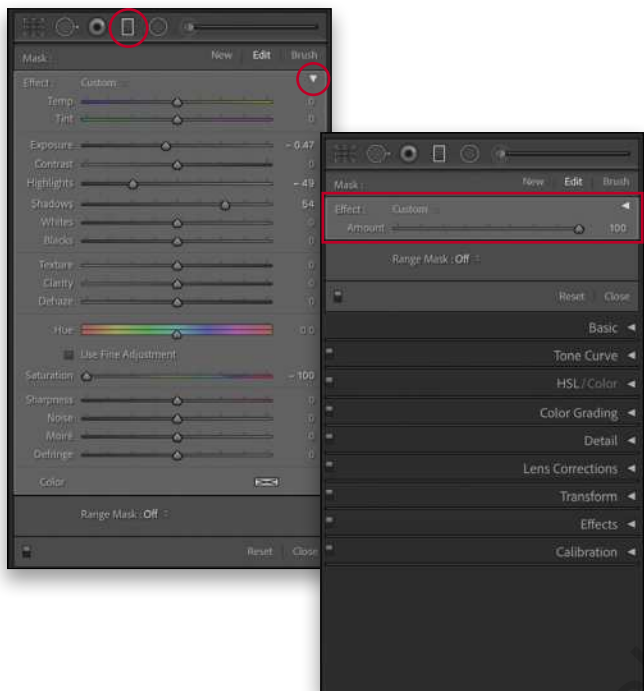 Mask : New Edit Brush
Effect : Custom
Temp 0
Tint 0
Exposure – 0.47
Contrast 0
Highlights – 49
Shadows 54
Whites 0
Blacks 0
Texture 0
Clarity 0
Dehaze 0
Hue 0.0
Use Fine Adjustment
Saturation – 100
Sharpness 0
Noise 0
Moiré 0
Defringe 0
Color
Range Mask : Off
Reset Close
Mask : New Edit Brush
Effect : Custom
Amount 100
Range Mask : Off
Reset Close
Basic
Tone Curve
HSL / Color
Color Grading
Detail
Lens Corrections
Transform
Effects
Calibration